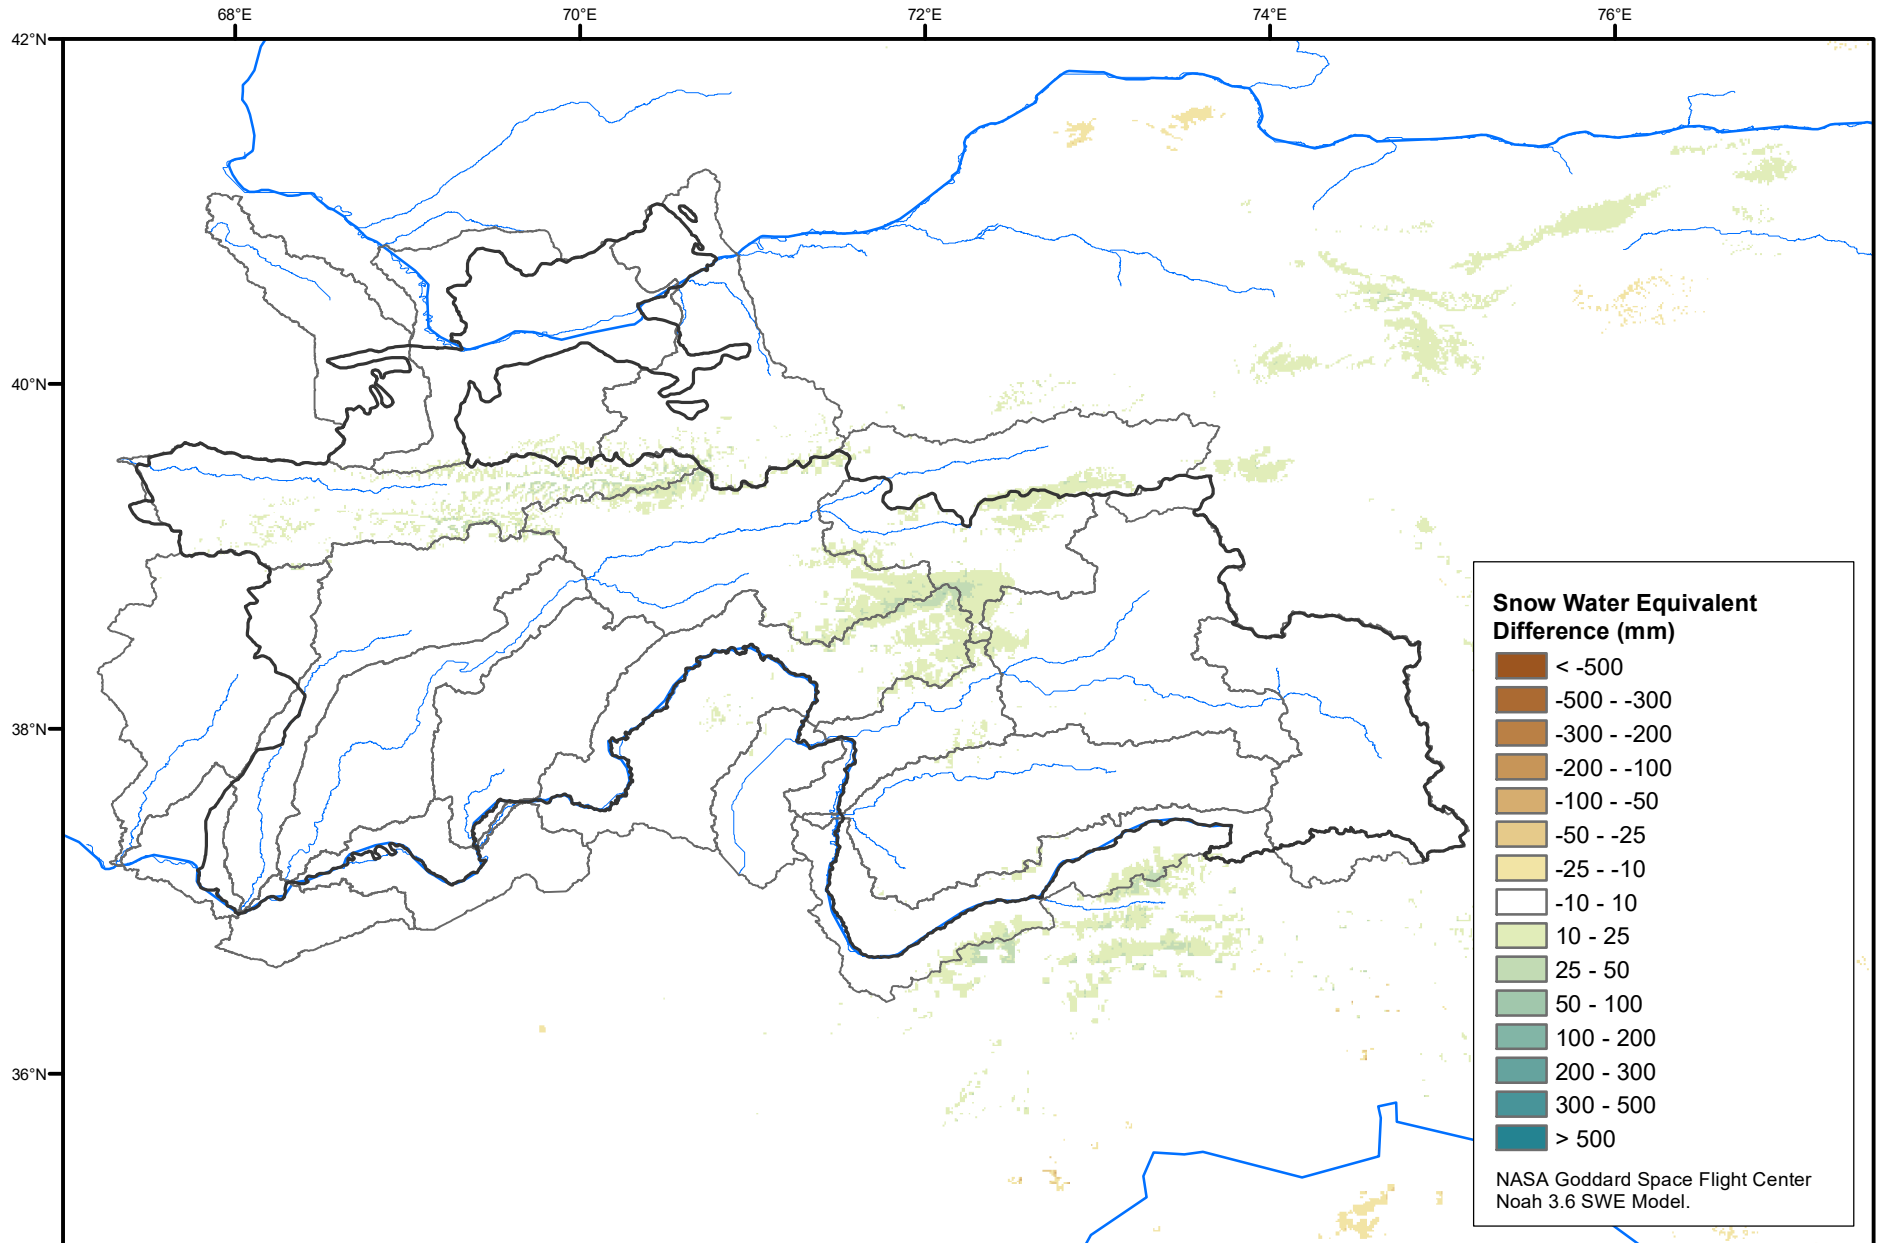 68°E
70°E
72°E
74°E
76°E
42°N
40°N
38°N
36°N
Snow Water Equivalent
Difference (mm)
< -500
-500 - -300
-300 - -200
-200 - -100
-100 - -50
-50 - -25
-25 - -10
-10 - 10
10 - 25
25 - 50
50 - 100
100 - 200
200 - 300
300 - 500
> 500
NASA Goddard Space Flight Center
Noah 3.6 SWE Model.